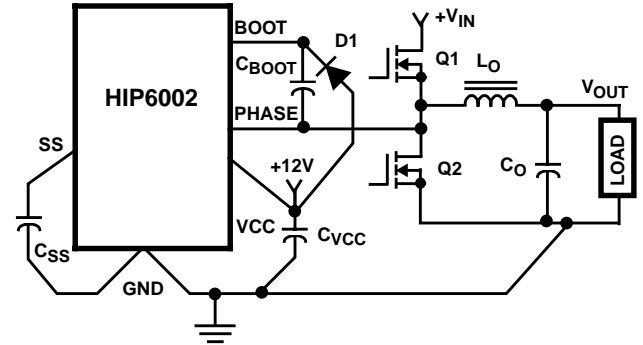 +VIN
BOOT
D1
Q1
LO
CBOOT
VOUT
HIP6002
PHASE
SS
+12V
Q2
CO
LOAD
VCC
CVCC
CSS
GND